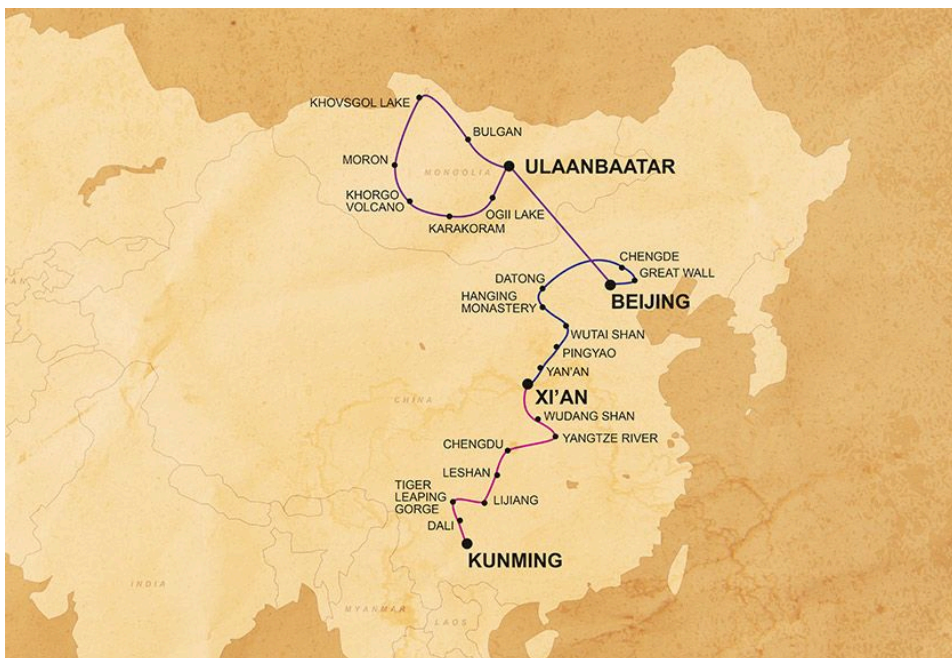 KHOVSGOL LAKE
BULGAN
ULAANBAATAR
MORON
MONGOLIA
KHORGO
VOLCANO
OGII LAKE
KARAKORAM
CHENGDE
GREAT WALL
DATONG
BEIJING
HANGING
MONASTERY
WUTAI SHAN
PINGYAO
YAN'AN
XI'AN
CHINA
WUDANG SHAN
YANGTZE RIVER
CHENGDU
LESHAN
TIGER
LEAPING
GORGE
LIJIANG
DALI
KUNMING
INDIA
MYANMAR
LAOS